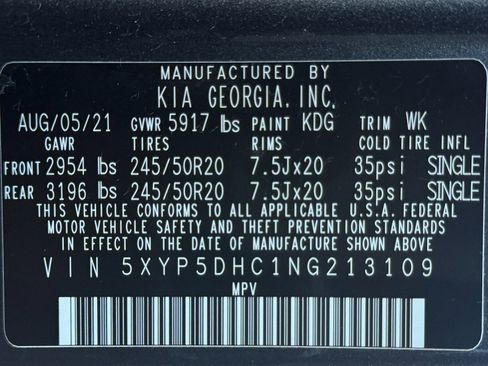 MANUFACTURED BY
KIA GEORGIA, INC.
AUG/05/21 GVWR 5917 lbs PAINT KDG TRIM WK
GAWR TIRES RIMS COLD TIRE INFL
FRONT 2954 lbs 245/50R20 7.5Jx20 35psi SINGLE
REAR 3196 lbs 245/50R20 7.5Jx20 35psi SINGLE
THIS VEHICLE CONFORMS TO ALL APPLICABLE U.S.A. FEDERAL
MOTOR VEHICLE SAFETY AND THEFT PREVENTION STANDARDS
IN EFFECT ON THE DATE OF MANUFACTURE SHOWN ABOVE.
VIN 5XYP5DHC1NG213109
MPV